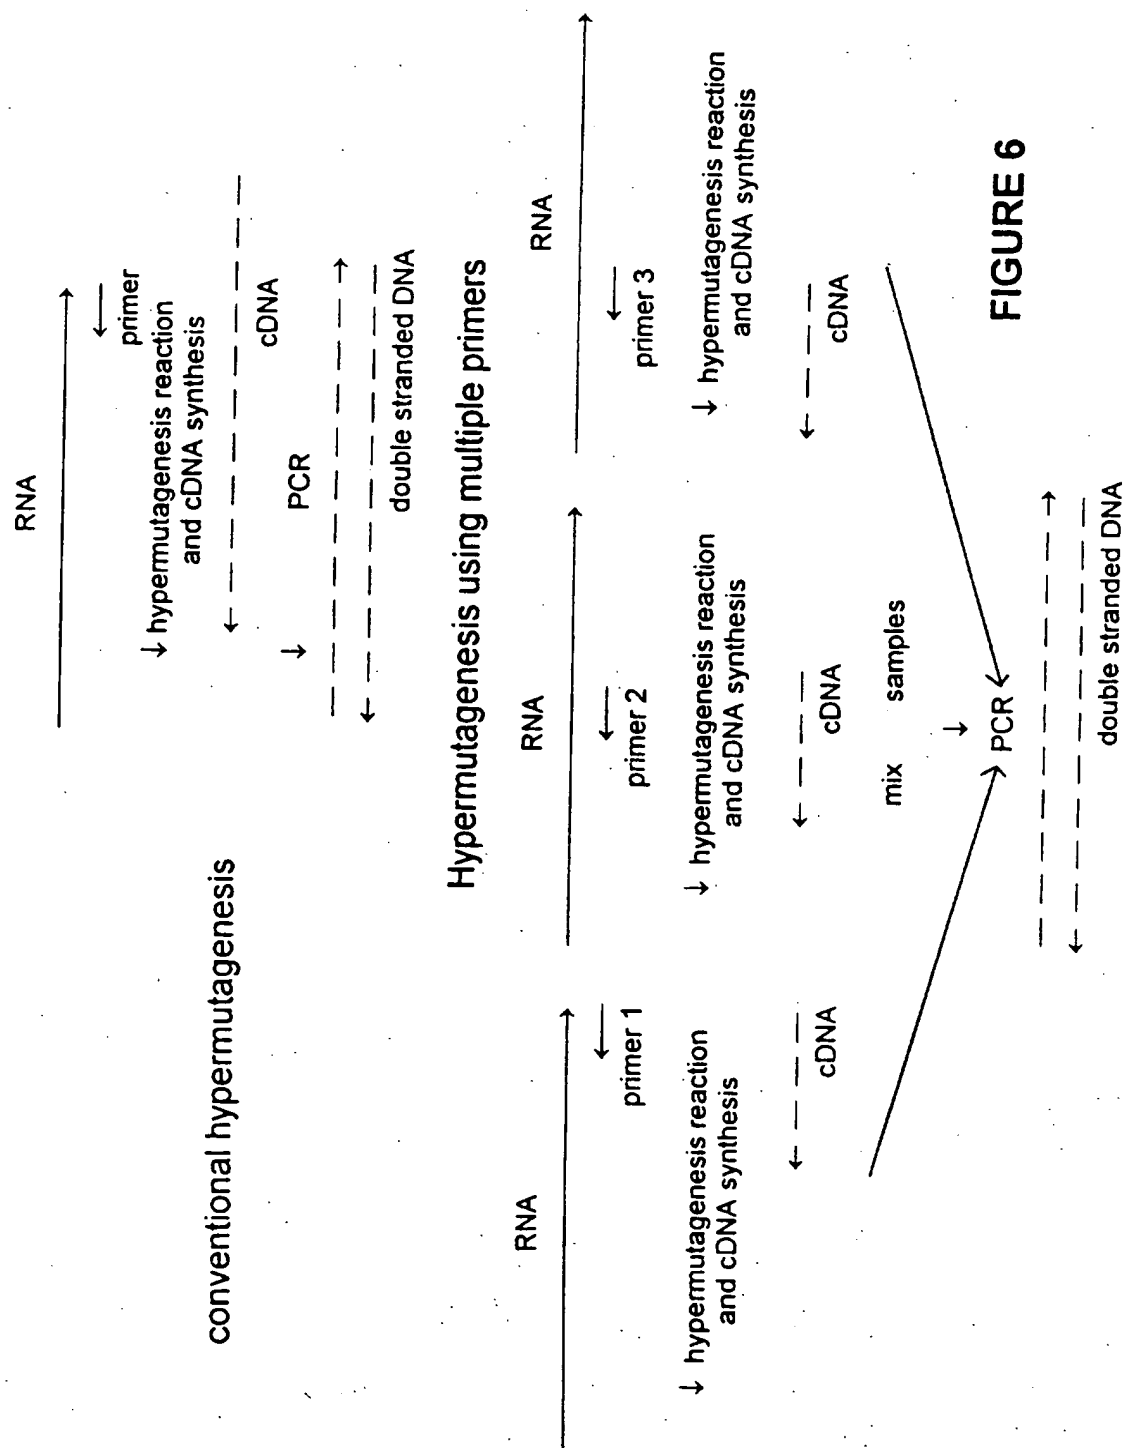 conventional hypermutagenesis
RNA
primer
↓ hypermutagenesis reaction
and cDNA synthesis
cDNA
↓ PCR
double stranded DNA
Hypermutagenesis using multiple primers
RNA
primer 1
↓ hypermutagenesis reaction
and cDNA synthesis
cDNA
RNA
primer 2
↓ hypermutagenesis reaction
and cDNA synthesis
cDNA
RNA
primer 3
↓ hypermutagenesis reaction
and cDNA synthesis
cDNA
mix samples
↓
PCR
double stranded DNA
FIGURE 6